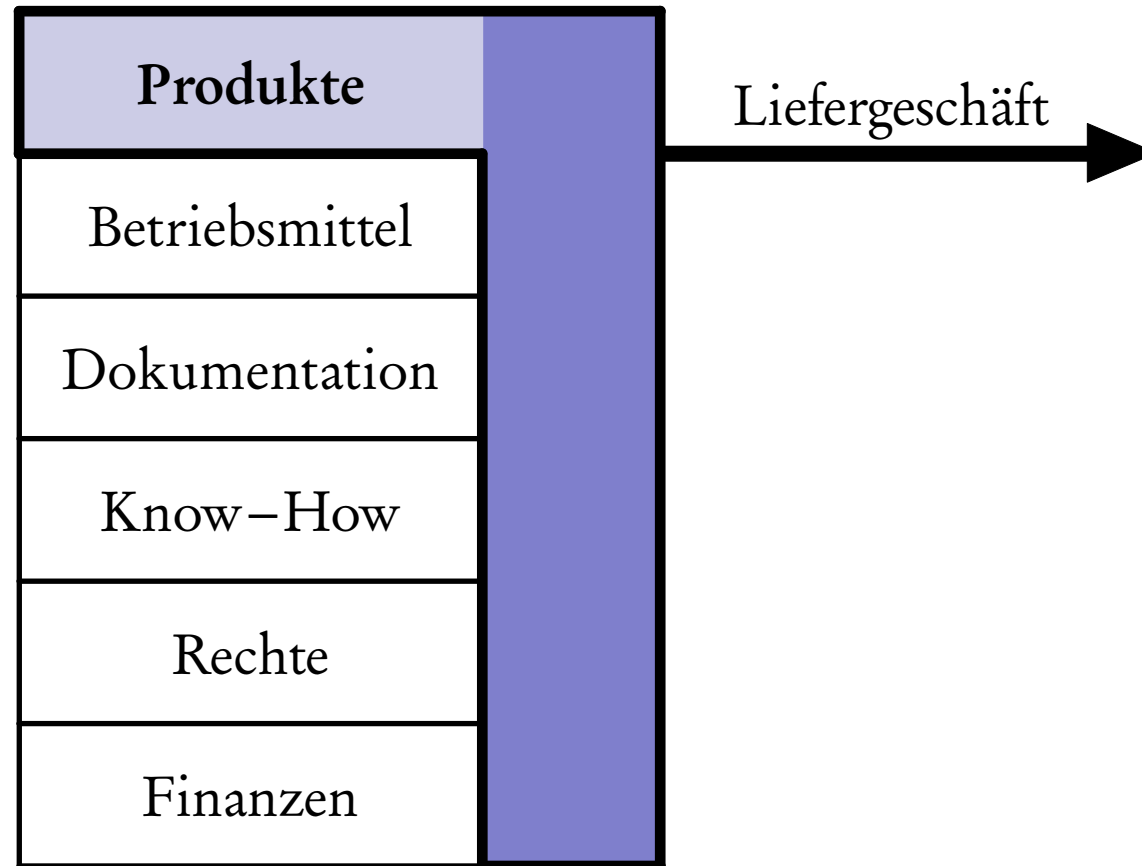 Produkte
Liefergeschäft
Betriebsmittel
Dokumentation
Know–How
Rechte
Finanzen